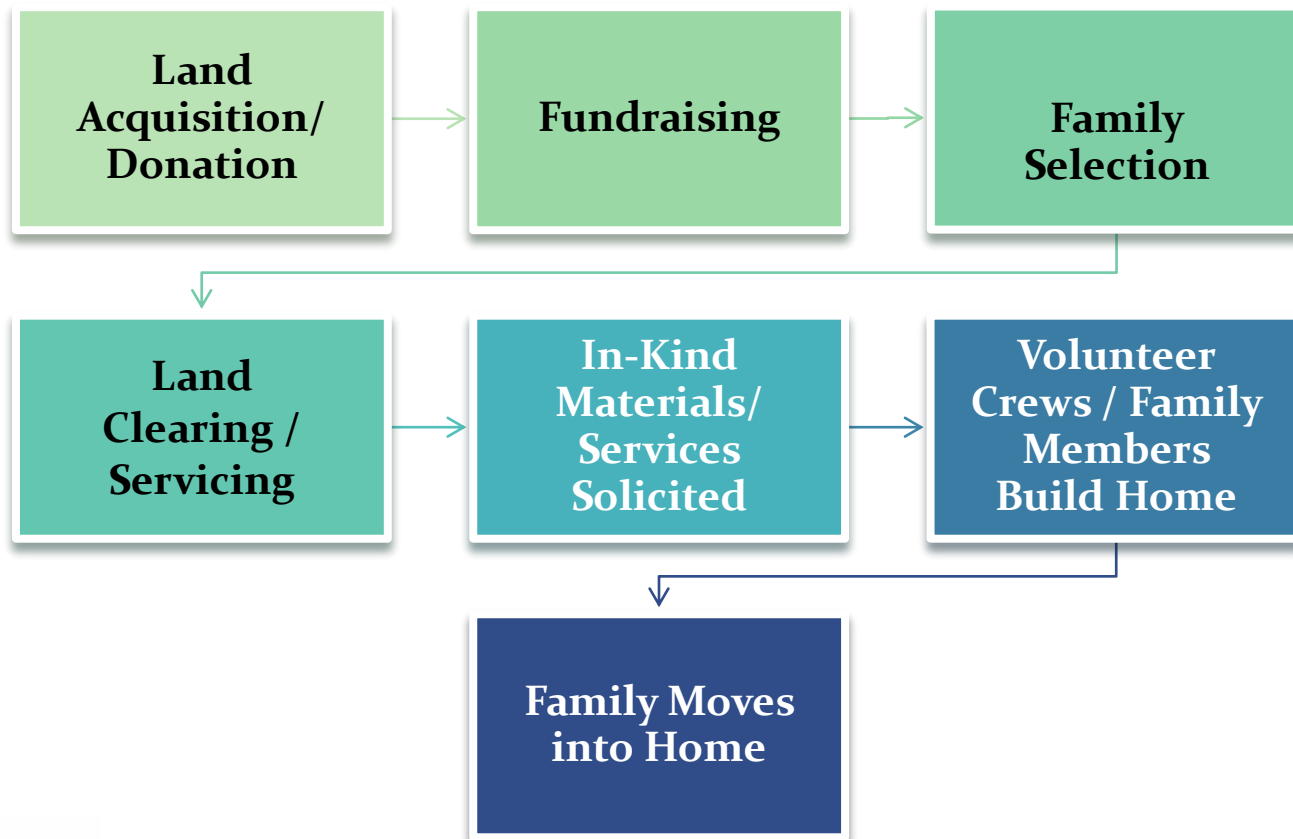 Land
Acquisition/
Donation
Fundraising
Family
Selection
Land
Clearing /
Servicing
In-Kind
Materials/
Services
Solicited
Volunteer
Crews / Family
Members
Build Home
Family Moves
into Home